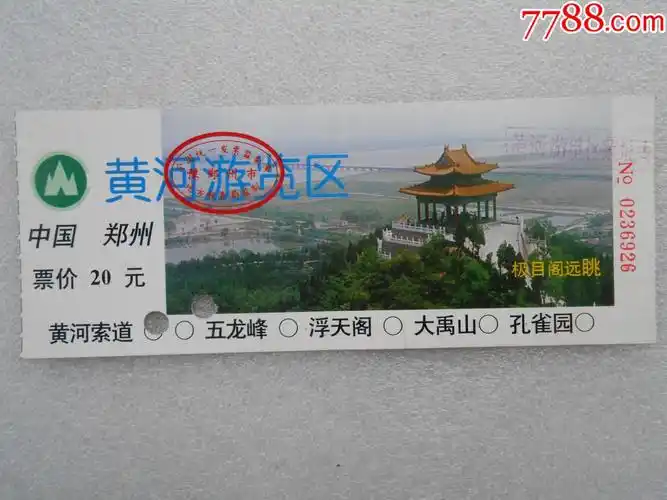 7788.com
黄河游览区
中国 郑州
票价 20 元
极目阁远眺
No 0236926
黄河索道 ○ 五龙峰 ○ 浮天阁 ○ 大禹山○ 孔雀园○